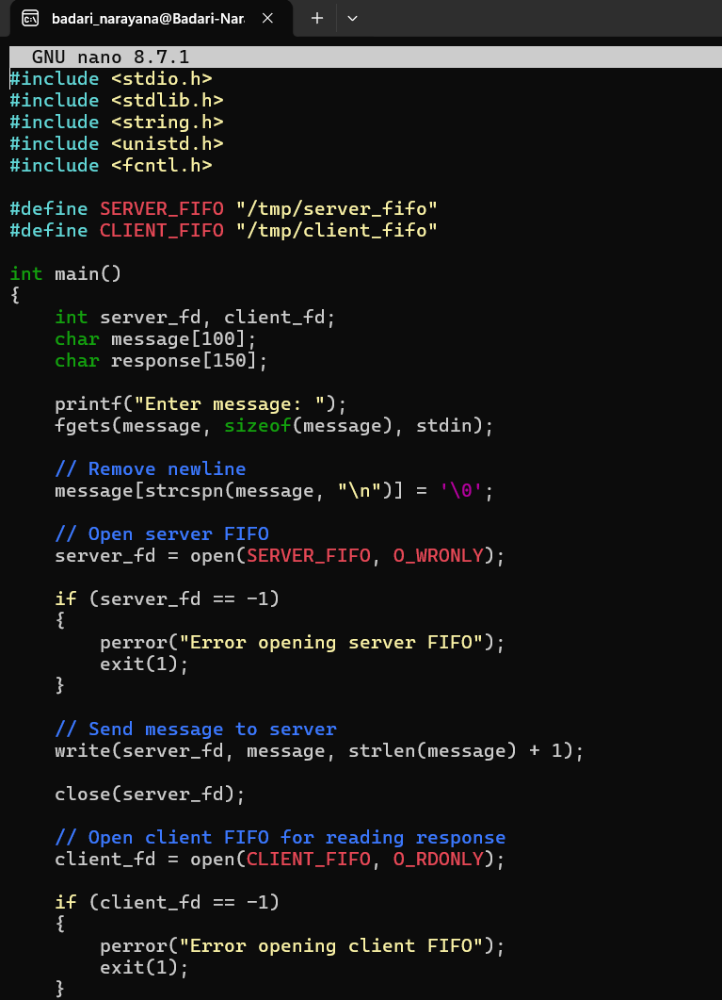 badari_narayana@Badari-Nar
GNU nano 8.7.1
#include <stdio.h>
#include <stdlib.h>
#include <string.h>
#include <unistd.h>
#include <fcntl.h>
#define SERVER_FIFO "/tmp/server_fifo"
#define CLIENT_FIFO "/tmp/client_fifo"
int main()
{
    int server_fd, client_fd;
    char message[100];
    char response[150];
    printf("Enter message: ");
    fgets(message, sizeof(message), stdin);
    // Remove newline
    message[strcspn(message, "\n")] = '\0';
    // Open server FIFO
    server_fd = open(SERVER_FIFO, O_WRONLY);
    if (server_fd == -1)
    {
        perror("Error opening server FIFO");
        exit(1);
    }
    // Send message to server
    write(server_fd, message, strlen(message) + 1);
    close(server_fd);
    // Open client FIFO for reading response
    client_fd = open(CLIENT_FIFO, O_RDONLY);
    if (client_fd == -1)
    {
        perror("Error opening client FIFO");
        exit(1);
    }